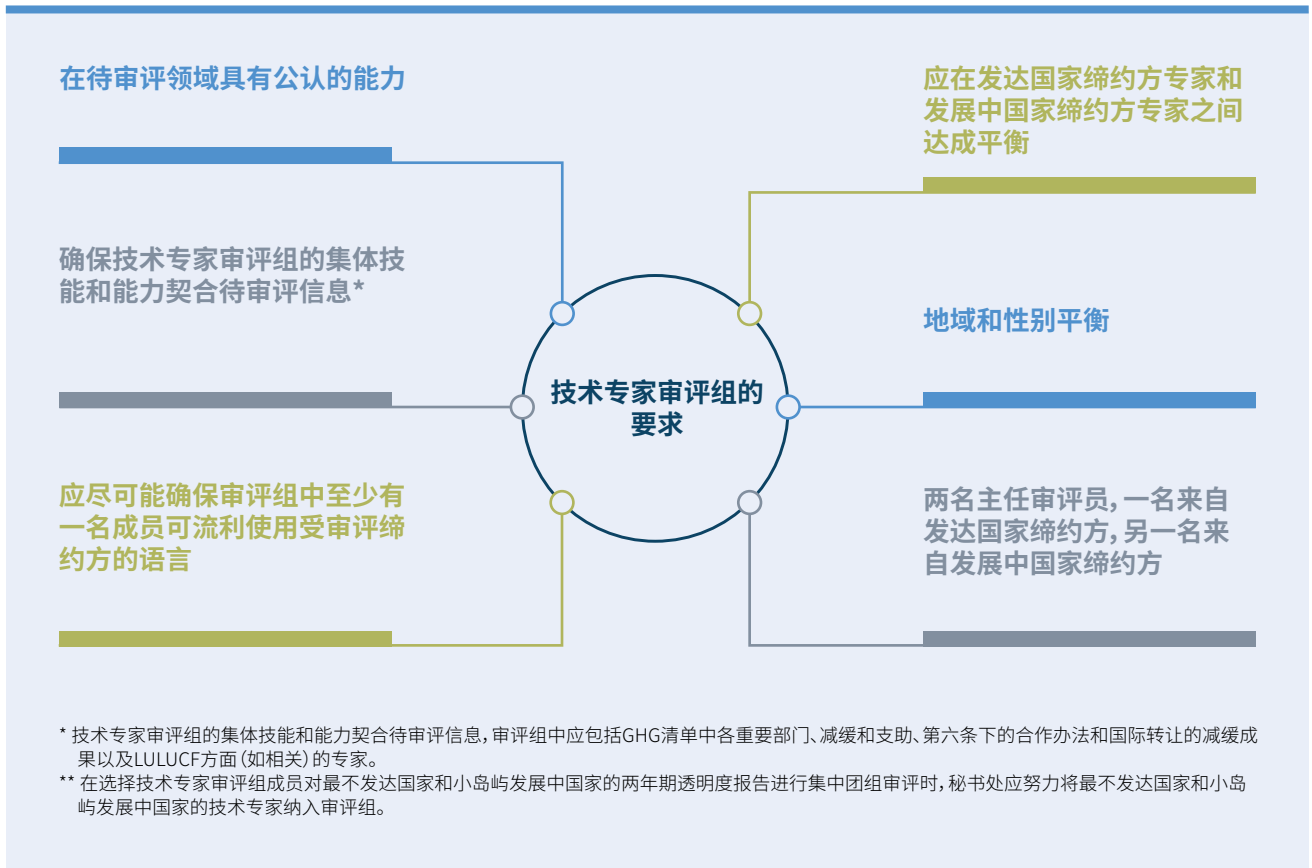 在待审评领域具有公认的能力
确保技术专家审评组的集体技
能和能力契合待审评信息*
应尽可能确保审评组中至少有
一名成员可流利使用受审评缔
约方的语言
技术专家审评组的
要求
应在发达国家缔约方专家和
发展中国家缔约方专家之间
达成平衡
地域和性别平衡
两名主任审评员，一名来自
发达国家缔约方，另一名来
自发展中国家缔约方
* 技术专家审评组的集体技能和能力契合待审评信息，审评组中应包括GHG清单中各重要部门、减缓和支助、第六条下的合作办法和国际转让的减缓成
果以及LULUCF方面（如相关）的专家。
** 在选择技术专家审评组成员对最不发达国家和小岛屿发展中国家的两年期透明度报告进行集中团组审评时，秘书处应努力将最不发达国家和小岛
屿发展中国家的技术专家纳入审评组。